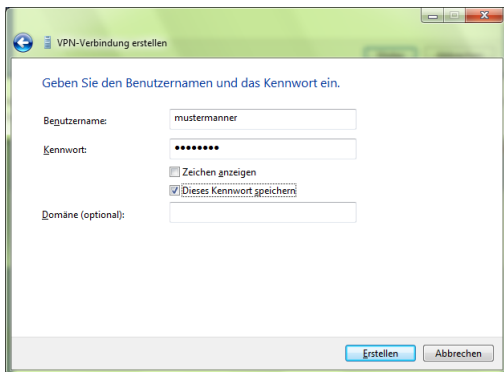 VPN-Verbindung erstellen
Geben Sie den Benutzernamen und das Kennwort ein.
Benutzername: mustermanner
Kennwort: ••••••••
Zeichen anzeigen
Dieses Kennwort speichern
Domäne (optional):
Erstellen Abbrechen